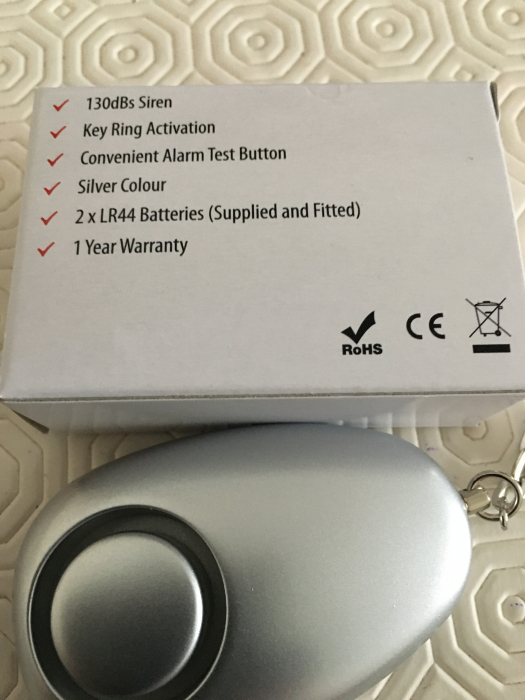 130dBs Siren
Key Ring Activation
Convenient Alarm Test Button
Silver Colour
2 x LR44 Batteries (Supplied and Fitted)
1 Year Warranty
RoHS
CE